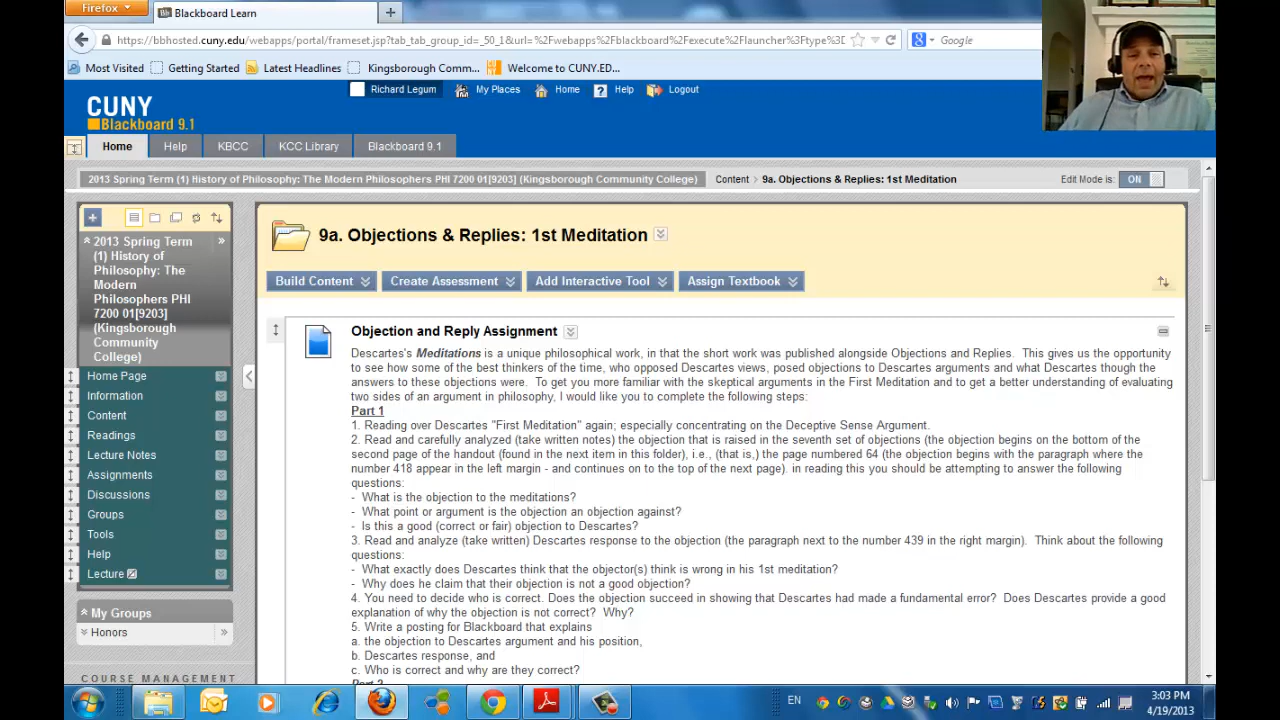 Firefox
Blackboard Learn
https://bbhosted.cuny.edu/webapps/portal/frameset.jsp?tab_tab_group_id=_50_1&url=%2Fwebapps%2Fblackboard%2Fexecute%2Flauncher%3Ftype%3D
Google
Most Visited Getting Started Latest Headlines Kingsborough Comm... Welcome to CUNY.ED...
Richard Legum My Places Home Help Logout
CUNY
Blackboard 9.1
Home Help KBCC KCC Library Blackboard 9.1
2013 Spring Term (1) History of Philosophy: The Modern Philosophers PHI 7200 01[9203] (Kingsborough Community College) Content > 9a. Objections & Replies: 1st Meditation Edit Mode is: ON
2013 Spring Term
(1) History of
Philosophy: The
Modern
Philosophers PHI
7200 01[9203]
(Kingsborough
Community
College)
Home Page
Information
Content
Readings
Lecture Notes
Assignments
Discussions
Groups
Tools
Help
Lecture
My Groups
Honors
COURSE MANAGEMENT
9a. Objections & Replies: 1st Meditation
Build Content Create Assessment Add Interactive Tool Assign Textbook
Objection and Reply Assignment
Descartes's Meditations is a unique philosophical work, in that the short work was published alongside Objections and Replies. This gives us the opportunity
to see how some of the best thinkers of the time, who opposed Descartes views, posed objections to Descartes arguments and what Descartes though the
answers to these objections were. To get you more familiar with the skeptical arguments in the First Meditation and to get a better understanding of evaluating
two sides of an argument in philosophy, I would like you to complete the following steps:
Part 1
1. Reading over Descartes "First Meditation" again; especially concentrating on the Deceptive Sense Argument.
2. Read and carefully analyzed (take written notes) the objection that is raised in the seventh set of objections (the objection begins on the bottom of the
second page of the handout (found in the next item in this folder), i.e., (that is,) the page numbered 64 (the objection begins with the paragraph where the
number 418 appear in the left margin - and continues on to the top of the next page). in reading this you should be attempting to answer the following
questions:
- What is the objection to the meditations?
- What point or argument is the objection an objection against?
- Is this a good (correct or fair) objection to Descartes?
3. Read and analyze (take written) Descartes response to the objection (the paragraph next to the number 439 in the right margin). Think about the following
questions:
- What exactly does Descartes think that the objector(s) think is wrong in his 1st meditation?
- Why does he claim that their objection is not a good objection?
4. You need to decide who is correct. Does the objection succeed in showing that Descartes had made a fundamental error? Does Descartes provide a good
explanation of why the objection is not correct? Why?
5. Write a posting for Blackboard that explains
a. the objection to Descartes argument and his position,
b. Descartes response, and
c. Who is correct and why are they correct?
EN
3:03 PM
4/19/2013